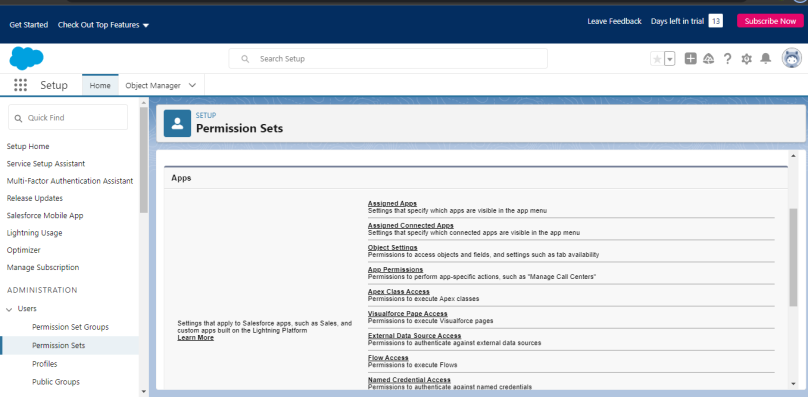 Get Started Check Out Top Features
Leave Feedback Days left in trial 13 Subscribe Now
Search Setup
Setup Home Object Manager
Quick Find
Setup Home
Service Setup Assistant
Multi-Factor Authentication Assistant
Release Updates
Salesforce Mobile App
Lightning Usage
Optimizer
Manage Subscription
ADMINISTRATION
Users
Permission Set Groups
Permission Sets
Profiles
Public Groups
SETUP
Permission Sets
Apps
Settings that apply to Salesforce apps, such as Sales, and
custom apps built on the Lightning Platform
Learn More
Assigned Apps
Settings that specify which apps are visible in the app menu
Assigned Connected Apps
Settings that specify which connected apps are visible in the app menu
Object Settings
Permissions to access objects and fields, and settings such as tab availability
App Permissions
Permissions to perform app-specific actions, such as "Manage Call Centers"
Apex Class Access
Permissions to execute Apex classes
Visualforce Page Access
Permissions to execute Visualforce pages
External Data Source Access
Permissions to authenticate against external data sources
Flow Access
Permissions to execute Flows
Named Credential Access
Permissions to authenticate against named credentials